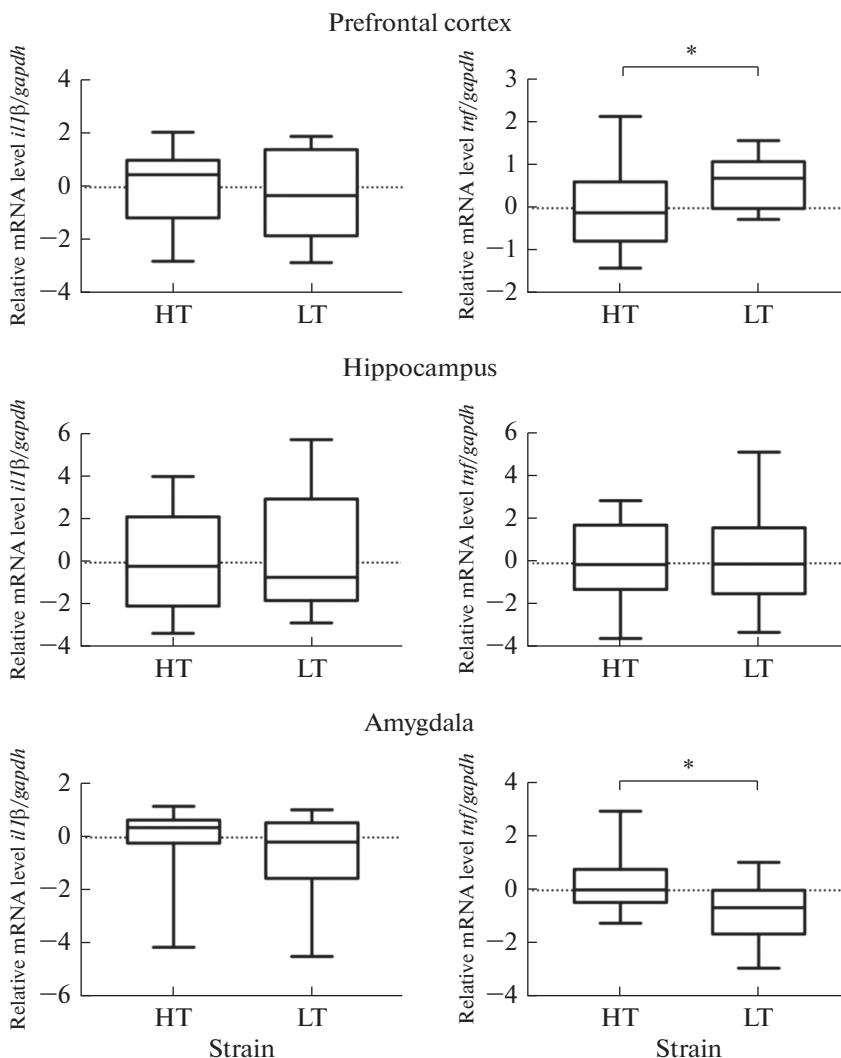 Prefrontal cortex
Relative mRNA level il1β/gapdh
4
2
0
−2
−4
HT LT
Relative mRNA level tnf/gapdh
3
2
1
0
−1
−2
*
HT LT
Hippocampus
Relative mRNA level il1β/gapdh
6
4
2
0
−2
−4
HT LT
Relative mRNA level tnf/gapdh
6
4
2
0
−2
−4
HT LT
Amygdala
Relative mRNA level il1β/gapdh
2
0
−2
−4
−6
HT LT
Strain
Relative mRNA level tnf/gapdh
4
2
0
−2
−4
*
HT LT
Strain